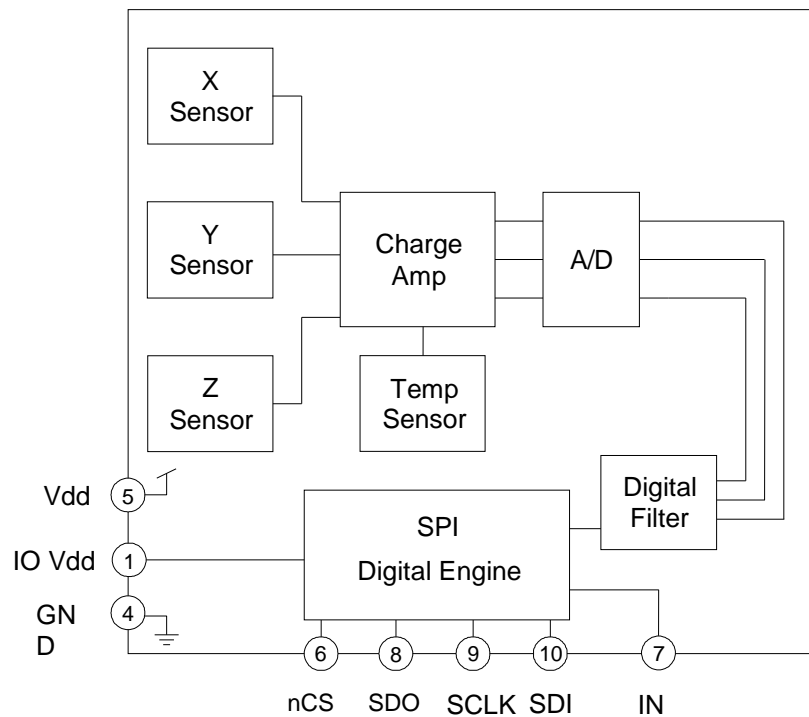 X
Sensor
Y
Sensor
Charge
Amp
A/D
Z
Sensor
Temp
Sensor
Vdd
5
Digital
Filter
SPI
Digital Engine
IO Vdd
1
GN
D
4
6
8
9
10
7
nCS
SDO
SCLK
SDI
IN